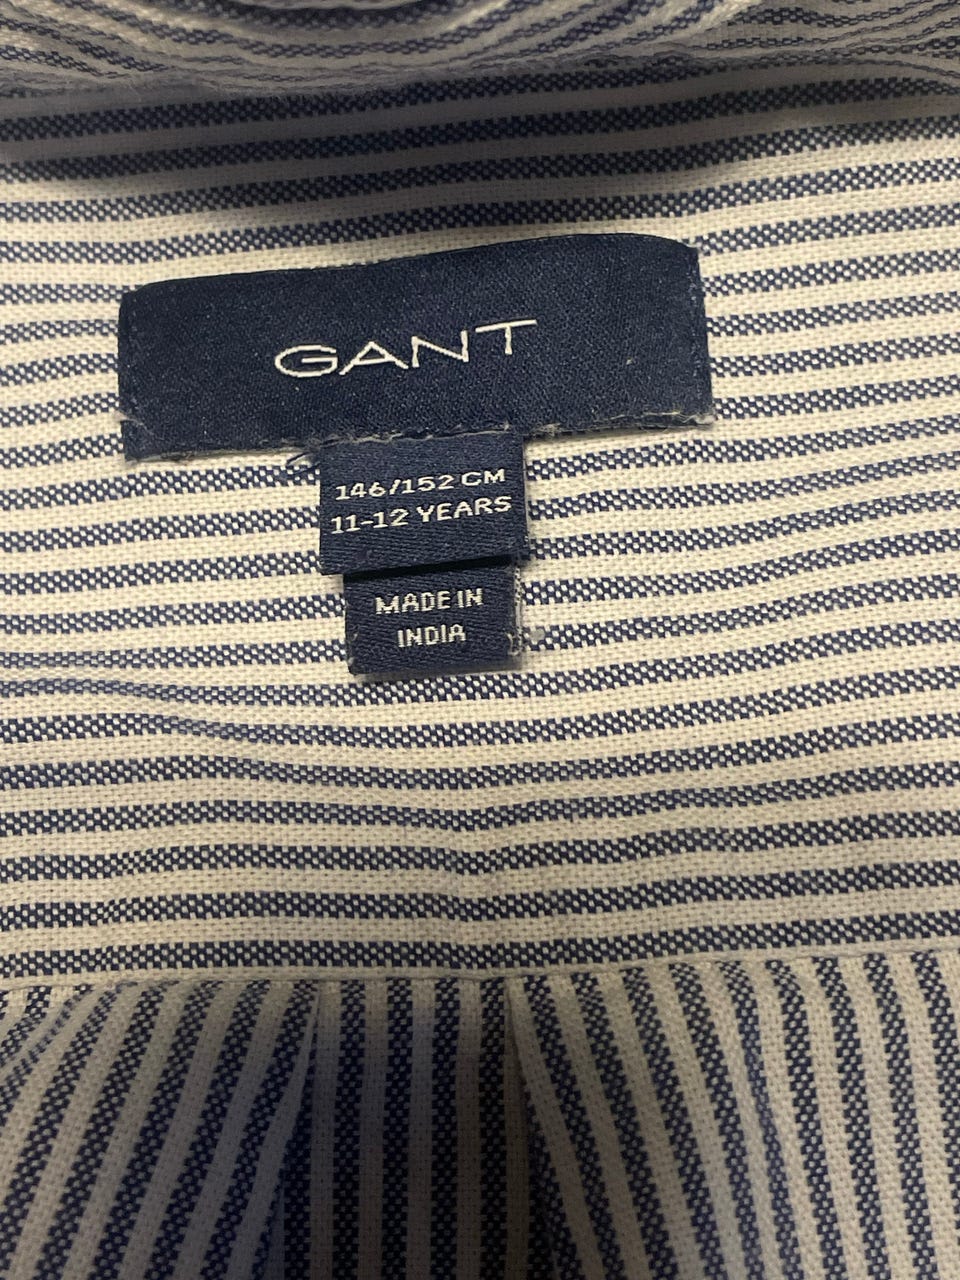 GANT
146/152 CM
11-12 YEARS
MADE IN
INDIA